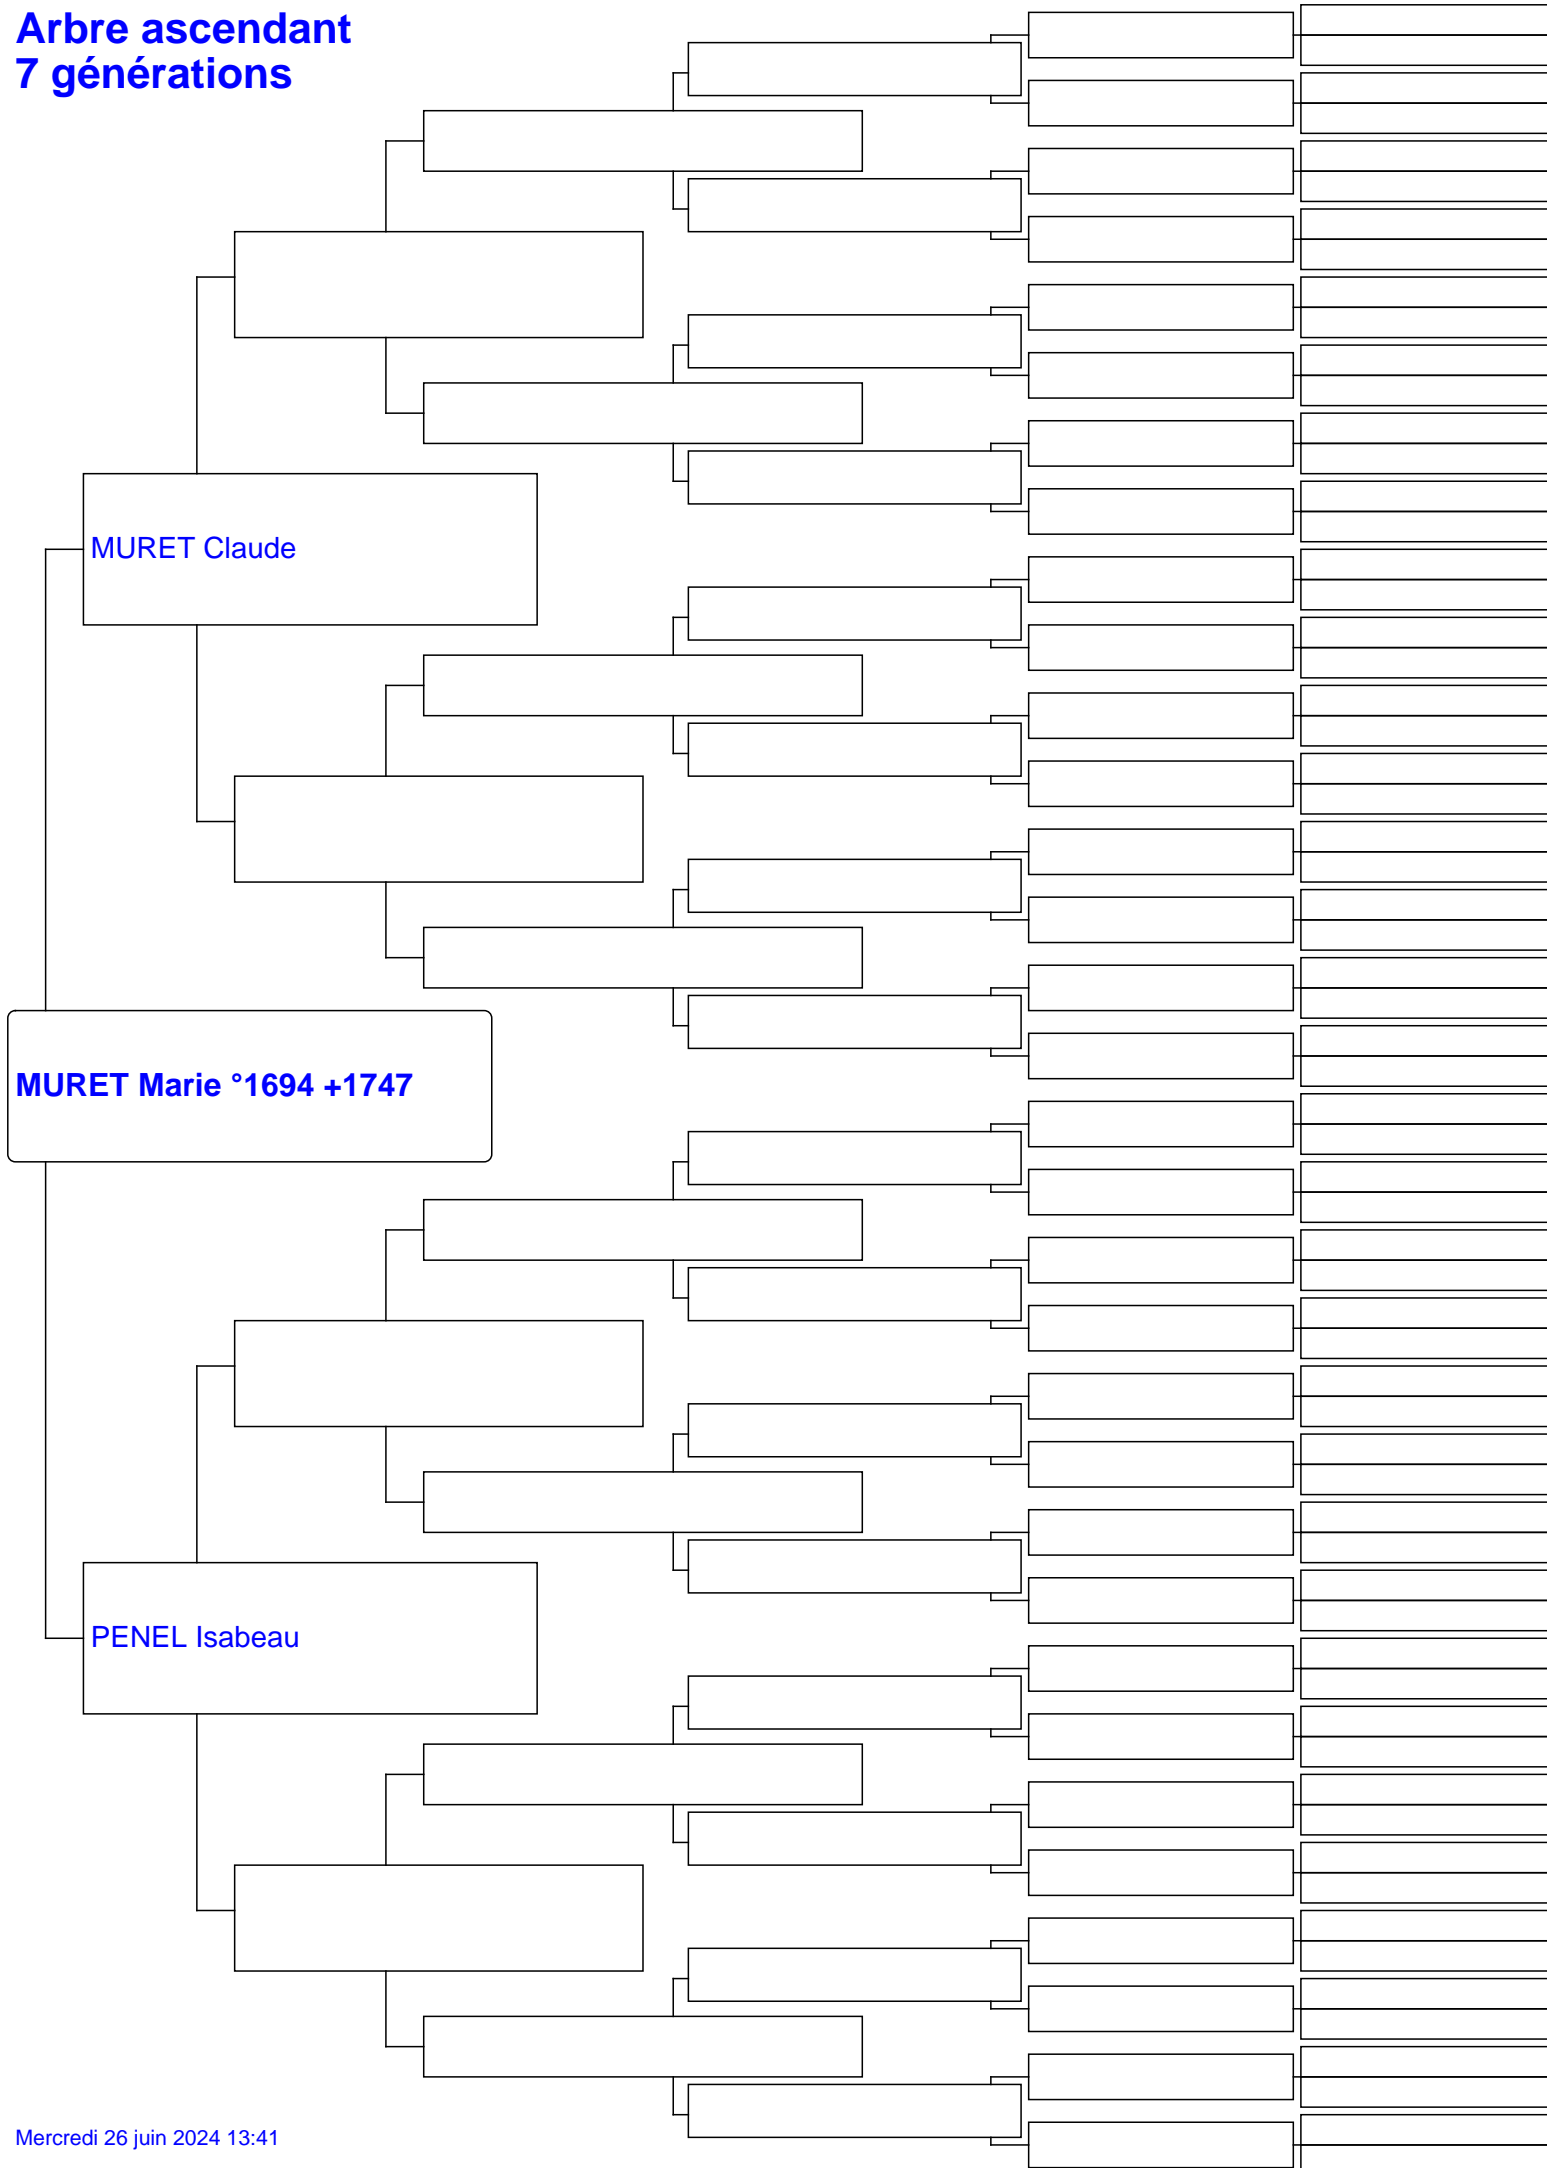 Arbre ascendant
7 générations
MURET Claude
MURET Marie °1694 +1747
PENEL Isabeau
Mercredi 26 juin 2024 13:41